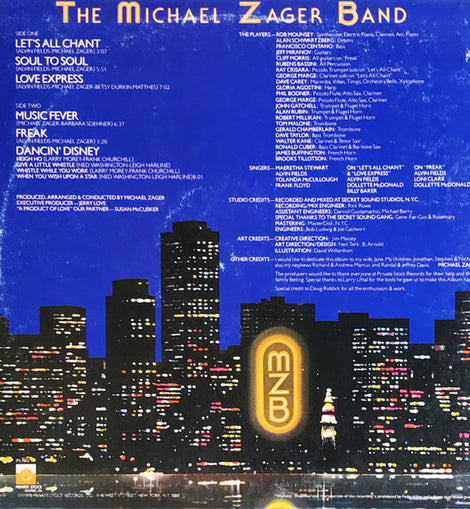 THE MICHAEL ZAGER BAND
SIDE ONE
LET'S ALL CHANT
(ALVIN FIELDS-MICHAEL ZAGER) 3:07
SOUL TO SOUL
(ALVIN FIELDS-MICHAEL ZAGER) 5:51
LOVE EXPRESS
(ALVIN FIELDS-MICHAEL ZAGER-BETSY DURKIN MATTHES) 7:02
SIDE TWO
MUSIC FEVER
(MICHAEL ZAGER-BARBARA SOEHNER) 6:37
FREAK
(ALVIN FIELDS-MICHAEL ZAGER) 3:20
DANCIN' DISNEY
HEIGH HO (LARRY MOREY-FRANK CHURCHILL)
GIVE A LITTLE WHISTLE (NED WASHINGTON-LEIGH HARLINE)
WHISTLE WHILE YOU WORK (LARRY MOREY-FRANK CHURCHILL)
WHEN YOU WISH UPON A STAR (NED WASHINGTON-LEIGH HARLINE) 8:01
PRODUCED, ARRANGED & CONDUCTED BY MICHAEL ZAGER
EXECUTIVE PRODUCER – JERRY LOVE
"A PRODUCT OF LOVE" OUR PARTNER – SUSAN McCUSKER
THE PLAYERS – ROB MOUNSEY: Synthesizer, Electric Piano, Clarinet, Acc. Piano
ALAN SCHWARTZBERG: Drums
FRANCISCO CENTENO: Bass
JEFF MIRONOV: Guitar
CLIFF MORRIS: All guitars on "Freak"
RUBENS BASSINI: All Percussion
RAY CRISARA: Piccolo Trumpet solo on "Let's All Chant"
GEORGE MARGE: Clarinet solo on "Let's All Chant"
DAVE CAREY: Marimba, Vibes, Timps, Orchestra Bells, Xylophone
GLORIA AGOSTINI: Harp
PHIL BODNER: Piccolo Flute, Alto Sax, Clarinet
GEORGE MARGE: Piccolo Flute, Alto Sax, Clarinet
JOHN GATCHELL: Trumpet & Flugel Horn
ALAN RUBIN: Trumpet & Flugel Horn
ROBERT MILLIKAN: Trumpet & Flugel Horn
TOM MALONE: Trombone
GERALD CHAMBERLAIN: Trombone
DAVE TAYLOR: Bass Trombone
WALTER KANE: Clarinet & Tenor Sax
RONALD CUBER: Bari, Clarinet & Baritone Sax
JAMES BUFFINGTON: French Horn
BROOKS TILLOTSON: French Horn
SINGERS – MAERETHA STEWART
ALVIN FIELDS
YOLANDA McCULLOUGH
FRANK FLOYD
ON "LET'S ALL CHANT"
& "LOVE EXPRESS"
ALVIN FIELDS
DOLLETTE McDONALD
BILLY BAKER
ON "FREAK"
ALVIN FIELDS
LONI CLARK
DOLLETTE McDONALD
STUDIO CREDITS – RECORDED AND MIXED AT SECRET SOUND STUDIOS, N.Y.C.
RECORDING/MIX ENGINEER: Rick Rowe
ASSISTANT ENGINEERS: Darroll Gustamachio, Michael Barry
SPECIAL THANKS TO THE SECRET SOUND GANG,
MASTERING: MasterDisk, N.Y.C.
ENGINEERS: Bob Ludwig & Joe Gastwirt
ART CREDITS – CREATIVE DIRECTION: Jim Massey
ART DIRECTION/DESIGN: Neil Terk, B. Arnold
ILLUSTRATION: David Willardson
OTHER CREDITS – I would like to dedicate this album to my wife, Jane. My children, Jonathan, Stephen &
also my nephews Richard & Andrew Marcus and Randal & Jeffrey Davis. MICHAEL
The producers would like to thank everyone at Private Stock Records for their help and
family feeling. Special thanks to Larry Uttal for the tools he gave us to make this Album
Special credit to Doug Riddick for all the enthusiasm & work.
MZB
PRIVATE STOCK